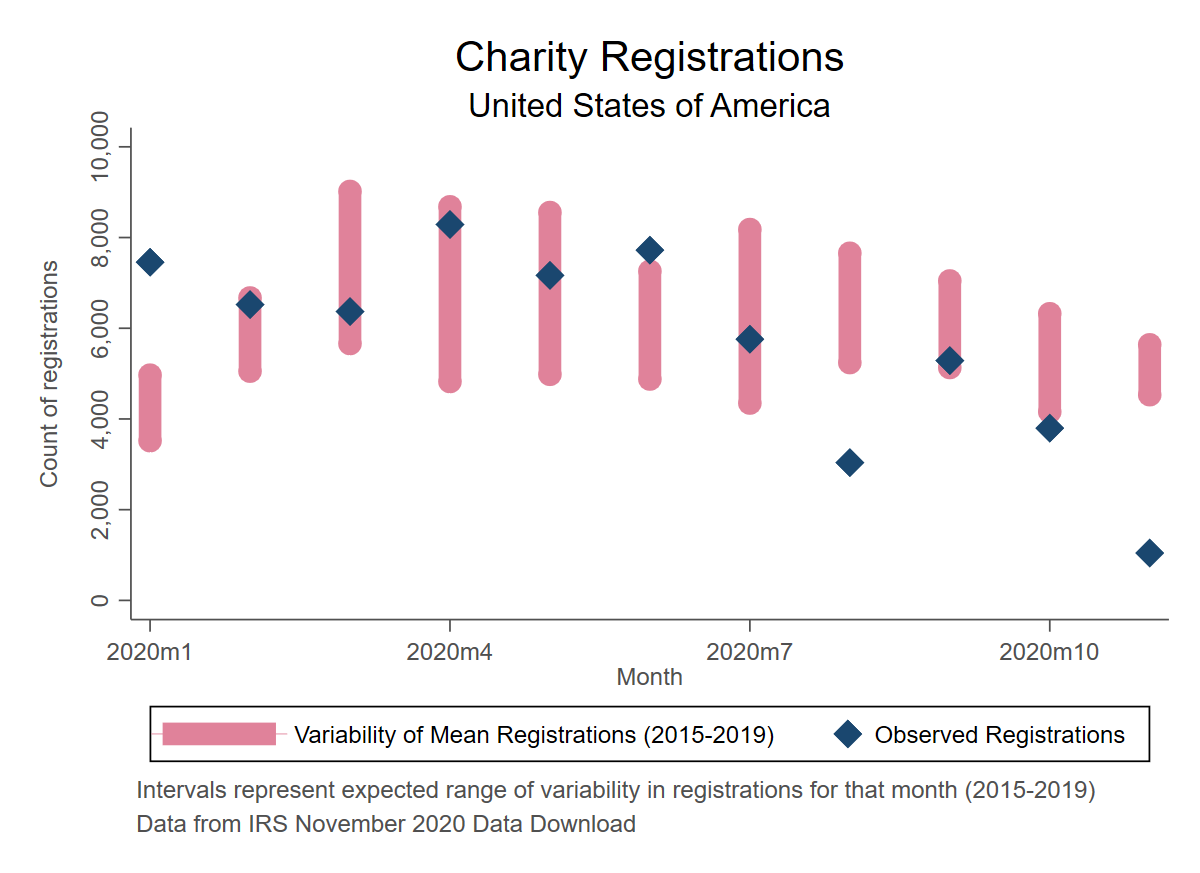 Charity Registrations
United States of America
Count of registrations
10,000
8,000
6,000
4,000
2,000
0
2020m1 2020m4 2020m7 2020m10
Month
Variability of Mean Registrations (2015-2019) Observed Registrations
Intervals represent expected range of variability in registrations for that month (2015-2019)
Data from IRS November 2020 Data Download